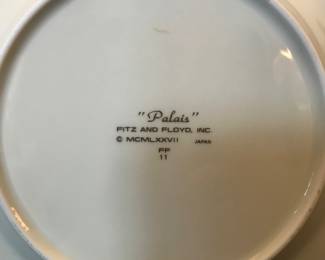 "Palais"
FITZ AND FLOYD, INC.
© MCMLXXVII JAPAN
FF
11